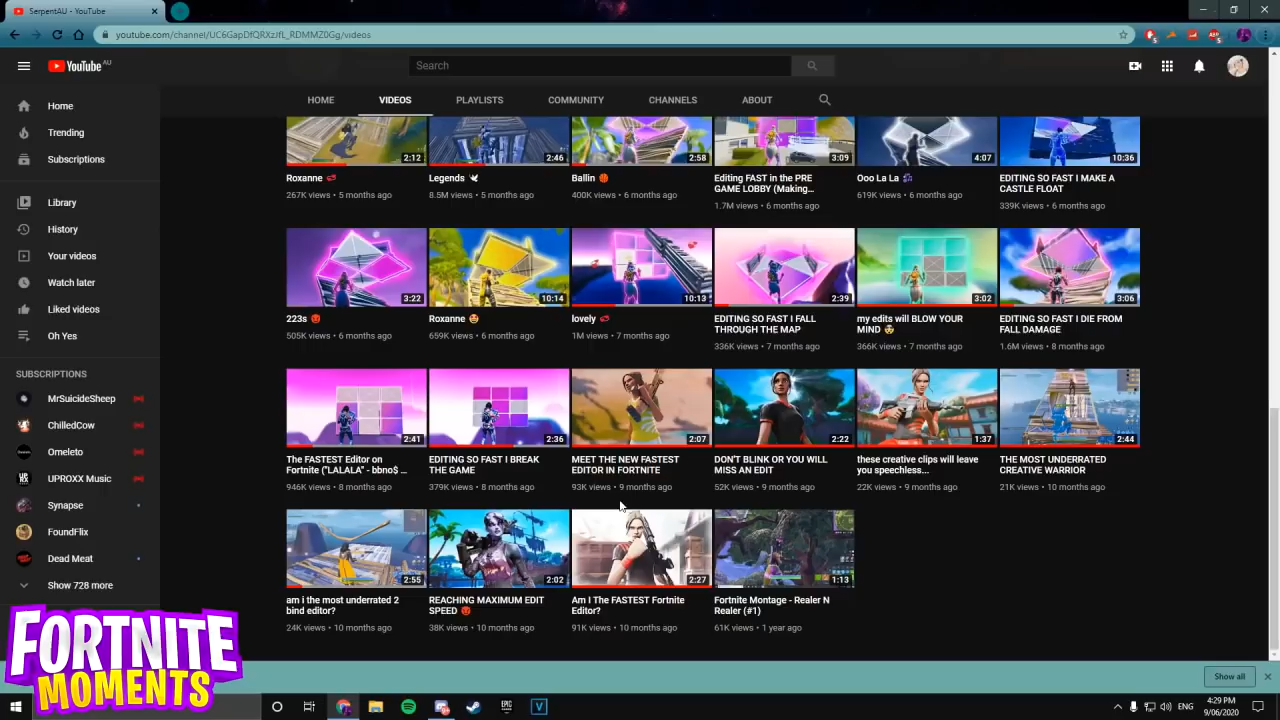 SerpentAU - YouTube
youtube.com/channel/UC6GapDfQRXzJfL_RDMMZ0Gg/videos
YouTube AU
Search
HOME VIDEOS PLAYLISTS COMMUNITY CHANNELS ABOUT
Home
Trending
Subscriptions
Library
History
Your videos
Watch later
Liked videos
Oh Yes
SUBSCRIPTIONS
MrSuicideSheep
ChilledCow
Omeleto
UPROXX Music
Synapse
FoundFlix
Dead Meat
Show 728 more
2:12
Roxanne
267K views • 5 months ago
2:46
Legends
8.5M views • 5 months ago
2:58
Ballin
400K views • 6 months ago
3:09
Editing FAST in the PRE
GAME LOBBY (Making...
1.7M views • 6 months ago
4:07
Ooo La La
619K views • 6 months ago
10:36
EDITING SO FAST I MAKE A
CASTLE FLOAT
339K views • 6 months ago
3:22
223s
505K views • 6 months ago
10:14
Roxanne
659K views • 6 months ago
10:13
lovely
1M views • 7 months ago
2:39
EDITING SO FAST I FALL
THROUGH THE MAP
336K views • 7 months ago
3:02
my edits will BLOW YOUR
MIND
366K views • 7 months ago
3:06
EDITING SO FAST I DIE FROM
FALL DAMAGE
1.6M views • 8 months ago
2:41
The FASTEST Editor on
Fortnite ("LALALA" - bbno$ ...
946K views • 8 months ago
2:36
EDITING SO FAST I BREAK
THE GAME
379K views • 8 months ago
2:07
MEET THE NEW FASTEST
EDITOR IN FORTNITE
93K views • 9 months ago
2:22
DON'T BLINK OR YOU WILL
MISS AN EDIT
52K views • 9 months ago
1:37
these creative clips will leave
you speechless...
22K views • 9 months ago
2:44
THE MOST UNDERRATED
CREATIVE WARRIOR
21K views • 10 months ago
2:55
am i the most underrated 2
bind editor?
24K views • 10 months ago
2:02
REACHING MAXIMUM EDIT
SPEED
38K views • 10 months ago
2:27
Am I The FASTEST Fortnite
Editor?
91K views • 10 months ago
1:13
Fortnite Montage - Realer N
Realer (#1)
61K views • 1 year ago
FORTNITE
MOMENTS
Show all
EPIC
4:29 PM
9/06/2020